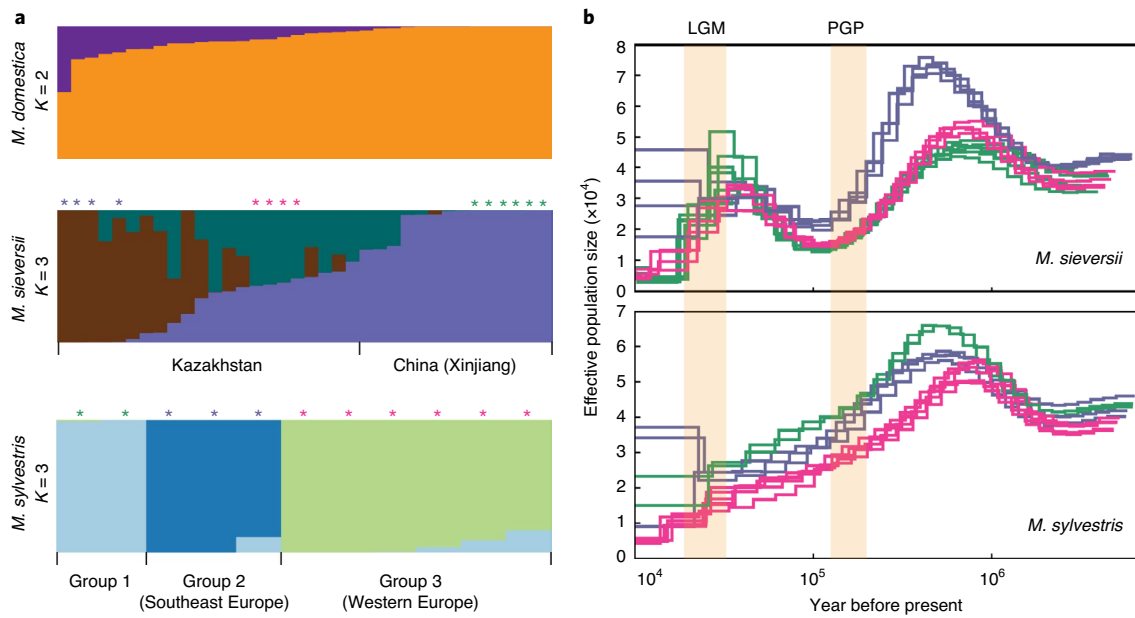 a
M. domestica
K = 2
M. sieversii
K = 3
* * * * * * * * * * * * * *
Kazakhstan
China (Xinjiang)
M. sylvestris
K = 3
* * * * * * * * * * *
Group 1
Group 2
(Southeast Europe)
Group 3
(Western Europe)
b
LGM
PGP
Effective population size (×10⁴)
8
7
6
5
4
3
2
1
0
M. sieversii
7
6
5
4
3
2
1
0
M. sylvestris
10⁴
10⁵
10⁶
Year before present